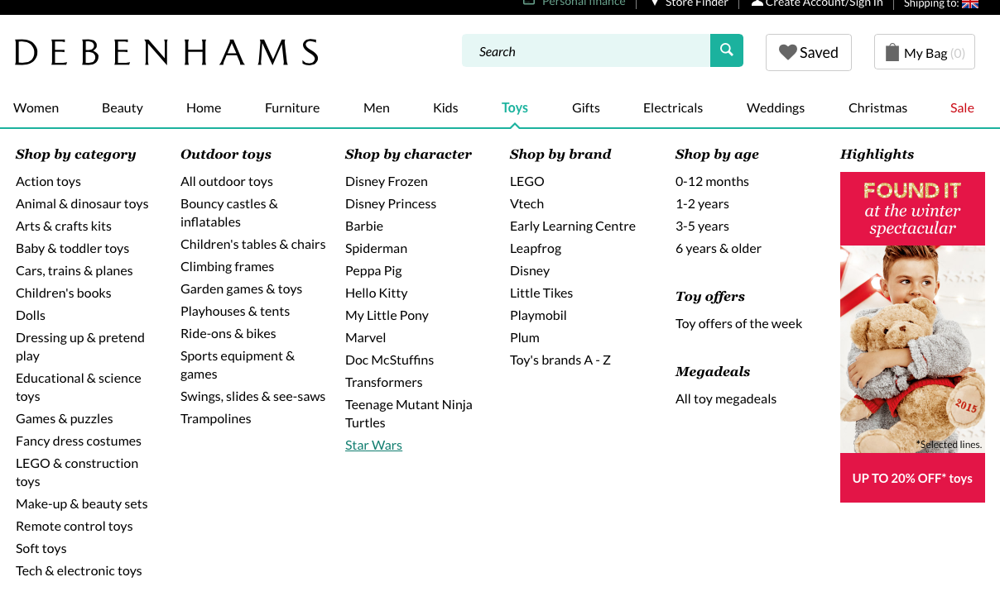 Personal finance
Store Finder
Create Account/Sign In
Shipping to:
DEBENHAMS
Search
Saved
My Bag (0)
Women
Beauty
Home
Furniture
Men
Kids
Toys
Gifts
Electricals
Weddings
Christmas
Sale
Shop by category
Action toys
Animal & dinosaur toys
Arts & crafts kits
Baby & toddler toys
Cars, trains & planes
Children's books
Dolls
Dressing up & pretend
play
Educational & science
toys
Games & puzzles
Fancy dress costumes
LEGO & construction
toys
Make-up & beauty sets
Remote control toys
Soft toys
Tech & electronic toys
Outdoor toys
All outdoor toys
Bouncy castles &
inflatables
Children's tables & chairs
Climbing frames
Garden games & toys
Playhouses & tents
Ride-ons & bikes
Sports equipment &
games
Swings, slides & see-saws
Trampolines
Shop by character
Disney Frozen
Disney Princess
Barbie
Spiderman
Peppa Pig
Hello Kitty
My Little Pony
Marvel
Doc McStuffins
Transformers
Teenage Mutant Ninja
Turtles
Star Wars
Shop by brand
LEGO
Vtech
Early Learning Centre
Leapfrog
Disney
Little Tikes
Playmobil
Plum
Toy's brands A - Z
Shop by age
0-12 months
1-2 years
3-5 years
6 years & older
Toy offers
Toy offers of the week
Megadeals
All toy megadeals
Highlights
FOUND IT
at the winter
spectacular
2015
*Selected lines.
UP TO 20% OFF* toys